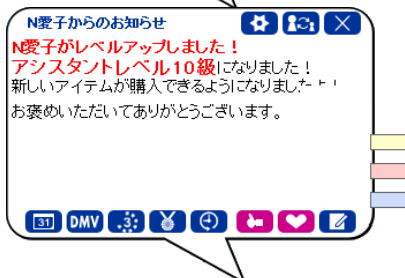 N愛子からのお知らせ
N愛子がレベルアップしました！
アシスタントレベル10級になりました！
新しいアイテムが購入できるようになりました！！
お褒めいただいてありがとうございます。
31 DMV 3